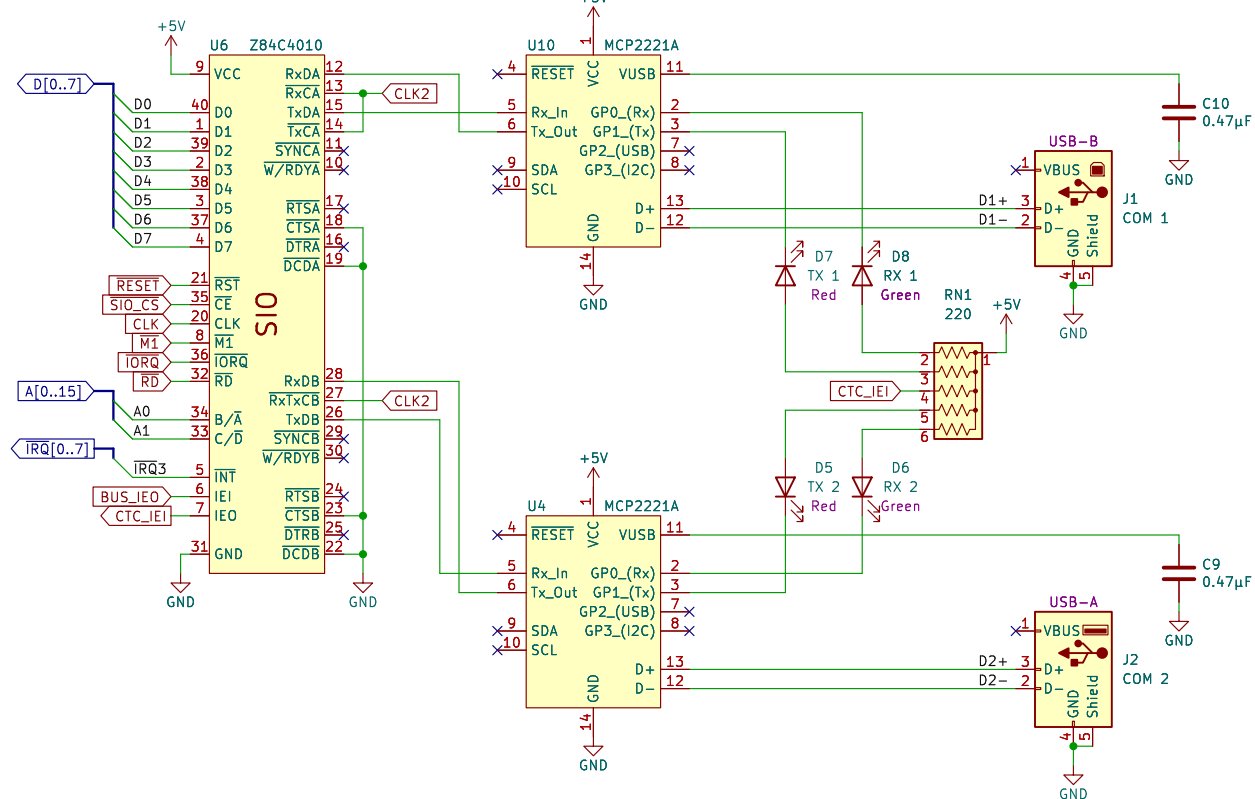 +5V
+5V
U6 Z84C4010
9 VCC
D[0..7]
D0 40 D0
D1 1 D1
D2 39 D2
D3 2 D3
D4 38 D4
D5 3 D5
D6 37 D6
D7 4 D7
RESET 21 RST
SIO_CS 35 CE
CLK 20 CLK
M1 8 M1
IORQ 36 IORQ
RD 32 RD
A[0..15]
A0 34 B/A
A1 33 C/D
IRQ[0..7]
IRQ3 5 INT
BUS_IEO 6 IEI
CTC_IEI 7 IEO
31 GND
GND
SIO
RxDA 12
RxCA 13
CLK2
TxDA 15
TxCA 14
SYNCA 11
W/RDYA 10
RTSA 17
CTSA 18
DTRA 16
DCDA 19
RxDB 28
RxTxCB 27
CLK2
TxDB 26
SYNCB 29
W/RDYB 30
RTSB 24
CTSB 23
DTRB 25
DCDB 22
GND
U10 MCP2221A
1
VCC
4 RESET
5 Rx_In
6 Tx_Out
9 SDA
10 SCL
VUSB 11
GP0_(Rx) 2
GP1_(Tx) 3
GP2_(USB) 7
GP3_(I2C) 8
D+ 13
D- 12
GND
14
GND
C10
0.47µF
GND
USB-B
1 VBUS
D1+ 3 D+
D1- 2 D-
GND
Shield
4 5
J1
COM 1
GND
D7
TX 1
Red
D8
RX 1
Green
RN1
220
+5V
1
2
3
4
5
6
CTC_IEI
D5
TX 2
Red
D6
RX 2
Green
+5V
U4 MCP2221A
1
VCC
4 RESET
5 Rx_In
6 Tx_Out
9 SDA
10 SCL
VUSB 11
GP0_(Rx) 2
GP1_(Tx) 3
GP2_(USB) 7
GP3_(I2C) 8
D+ 13
D- 12
GND
14
GND
C9
0.47µF
GND
USB-A
1 VBUS
D2+ 3 D+
D2- 2 D-
GND
Shield
4 5
J2
COM 2
GND